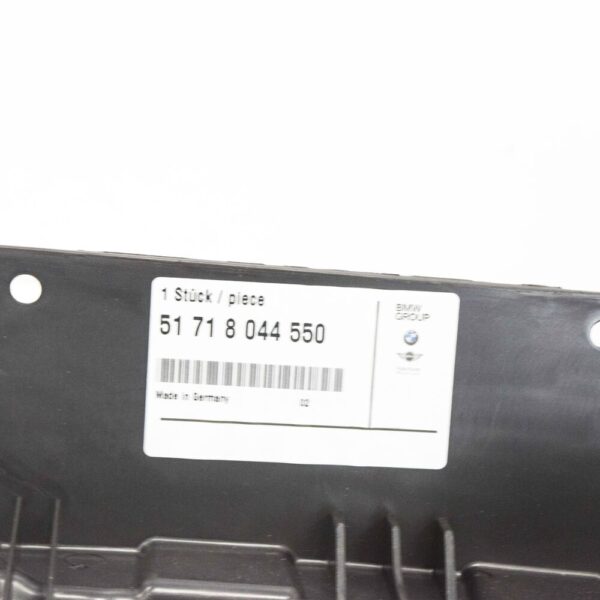 1 Stück / piece
51 71 8 044 550
Made in Germany 02
BMW
GROUP